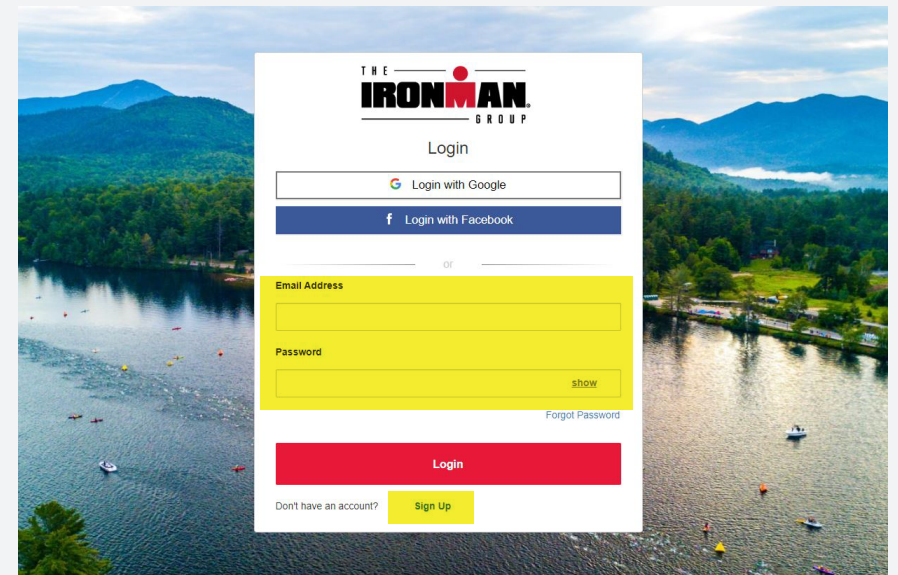 THE
IRONMAN®
GROUP
Login
Login with Google
f Login with Facebook
or
Email Address
Password
show
Forgot Password
Login
Don't have an account? Sign Up